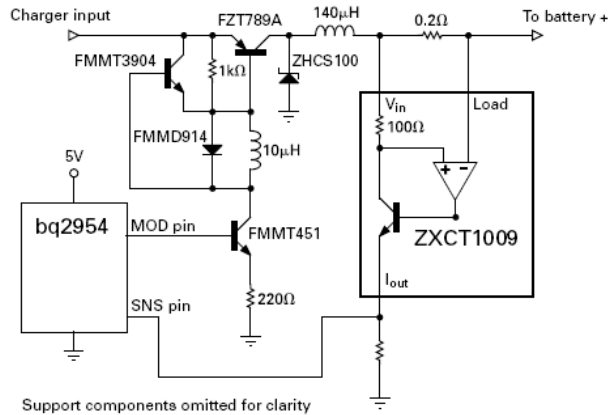 Charger input
FZT789A
140µH
0.2Ω
To battery +
FMMT3904
1kΩ
ZHCS100
Vin
Load
100Ω
FMMD914
10µH
5V
+ -
bq2954
MOD pin
FMMT451
ZXCT1009
SNS pin
220Ω
Iout
Support components omitted for clarity